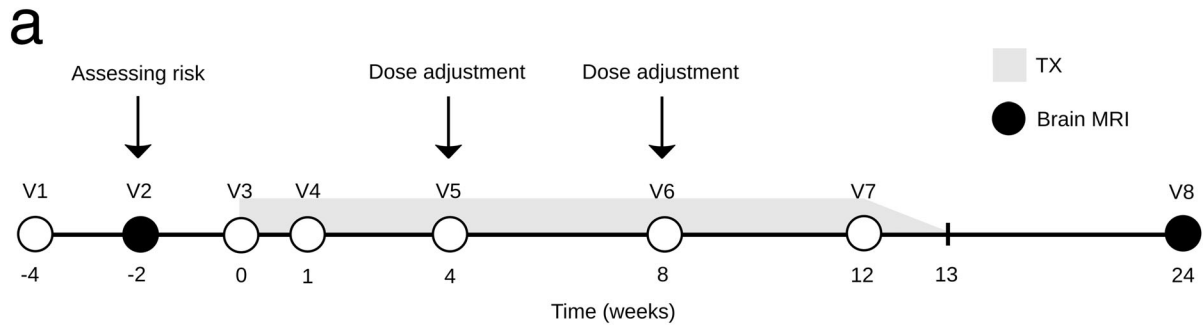 a
Assessing risk
Dose adjustment
Dose adjustment
TX
Brain MRI
V1
V2
V3
V4
V5
V6
V7
V8
-4
-2
0
1
4
8
12
13
24
Time (weeks)